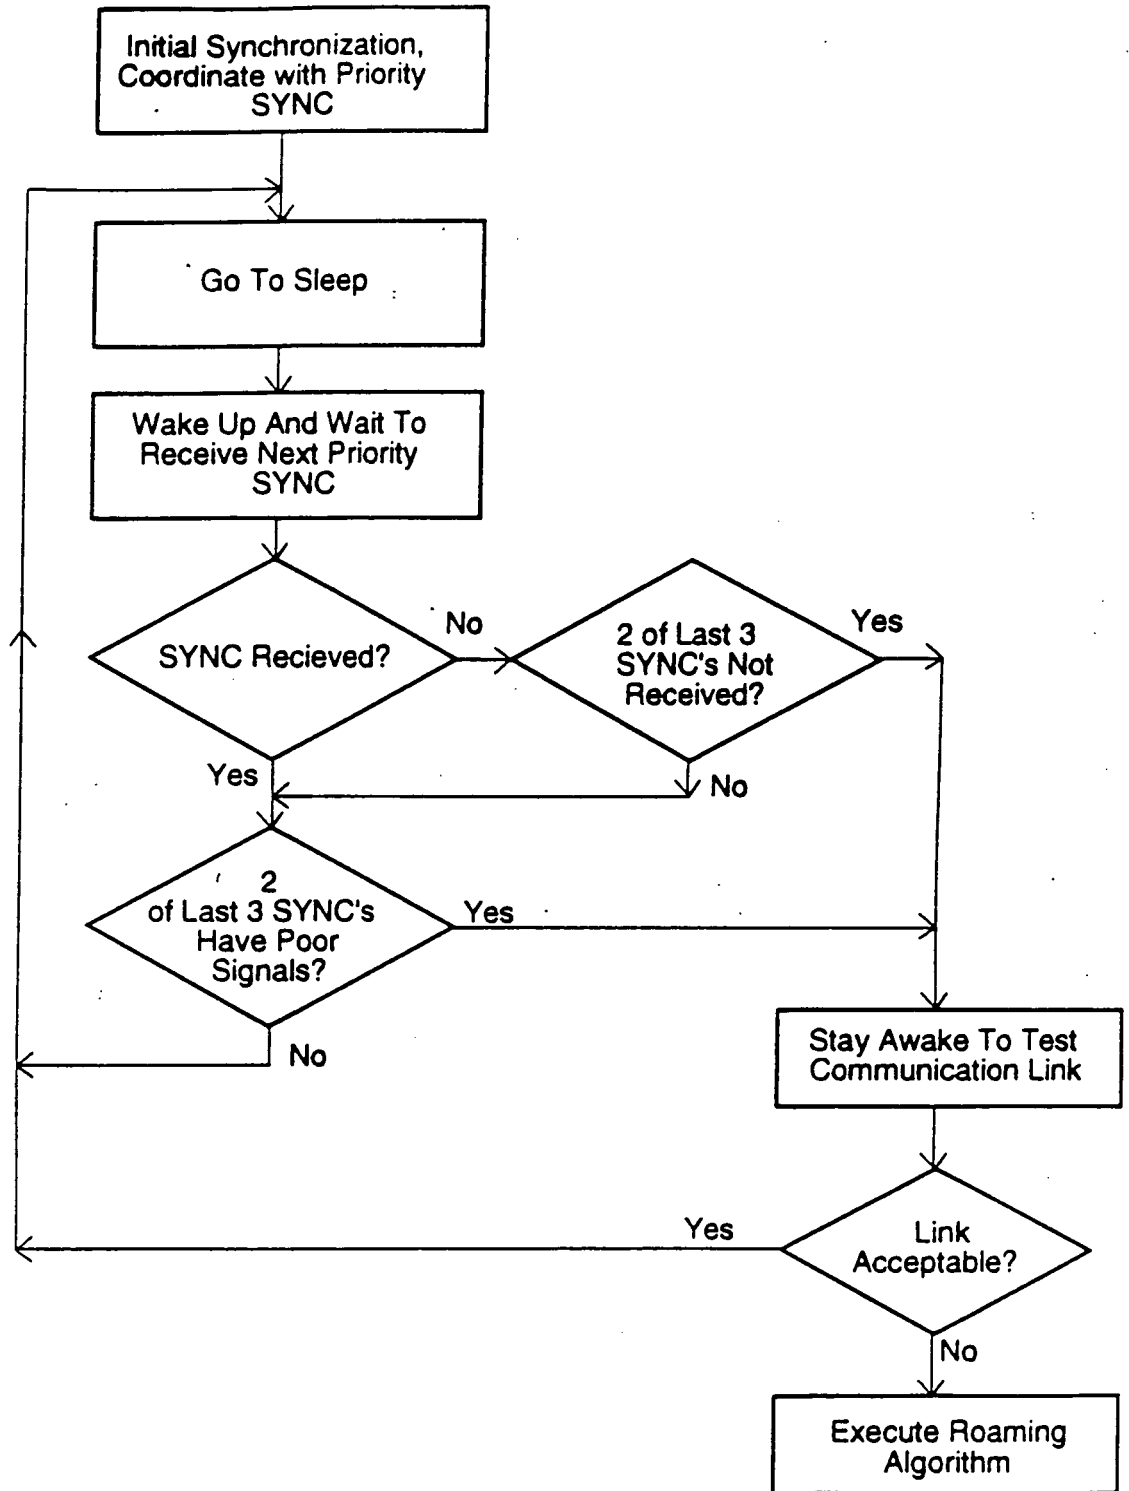 Initial Synchronization,
Coordinate with Priority
SYNC
Go To Sleep
Wake Up And Wait To
Receive Next Priority
SYNC
SYNC Recieved?
No
2 of Last 3
SYNC's Not
Received?
Yes
Yes
No
2
of Last 3 SYNC's
Have Poor
Signals?
Yes
No
Stay Awake To Test
Communication Link
Yes
Link
Acceptable?
No
Execute Roaming
Algorithm